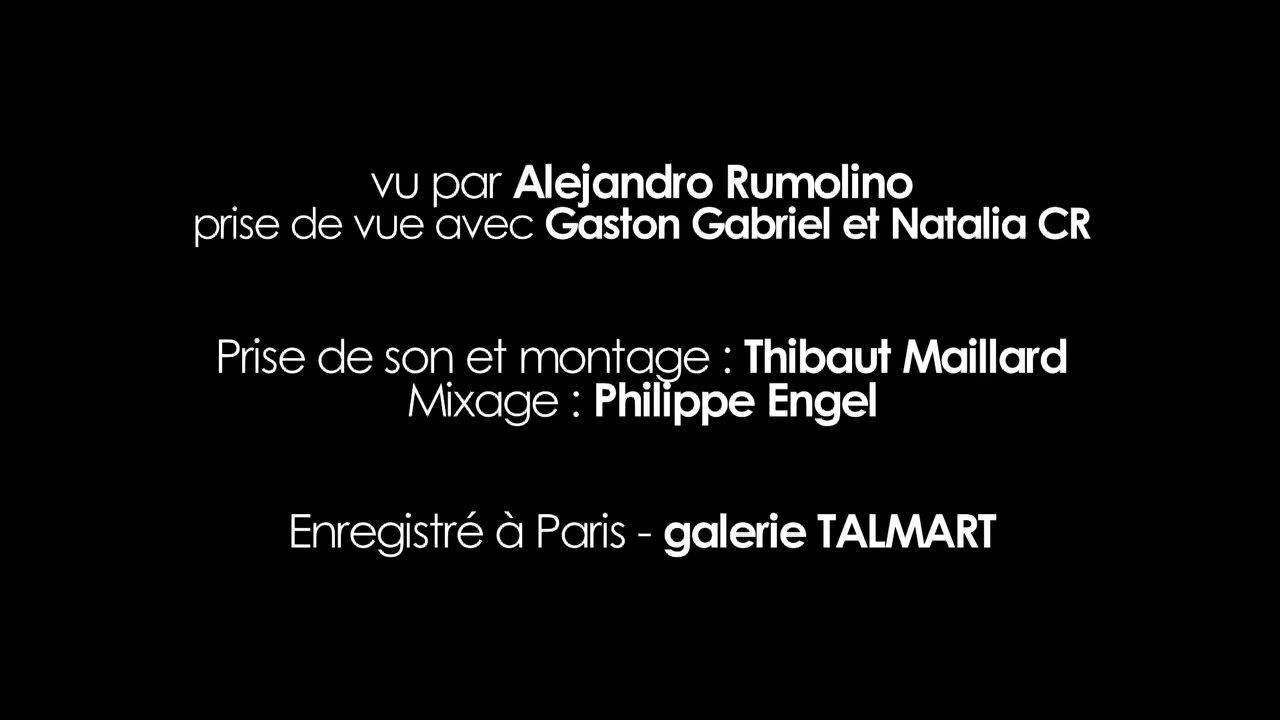 vu par Alejandro Rumolino
prise de vue avec Gaston Gabriel et Natalia CR
Prise de son et montage : Thibaut Maillard
Mixage : Philippe Engel
Enregistré à Paris - galerie TALMART